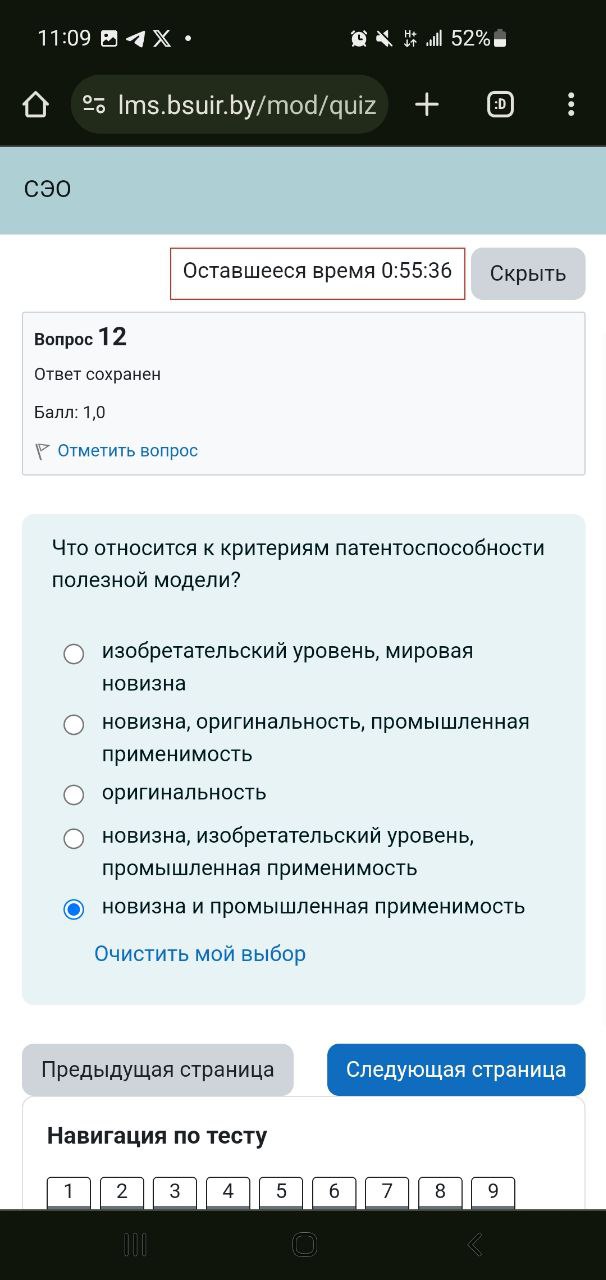 11:09
52%
lms.bsuir.by/mod/quiz
:D
СЭО
Оставшееся время 0:55:36
Скрыть
Вопрос 12
Ответ сохранен
Балл: 1,0
Отметить вопрос
Что относится к критериям патентоспособности
полезной модели?
изобретательский уровень, мировая
новизна
новизна, оригинальность, промышленная
применимость
оригинальность
новизна, изобретательский уровень,
промышленная применимость
новизна и промышленная применимость
Очистить мой выбор
Предыдущая страница
Следующая страница
Навигация по тесту
1 2 3 4 5 6 7 8 9